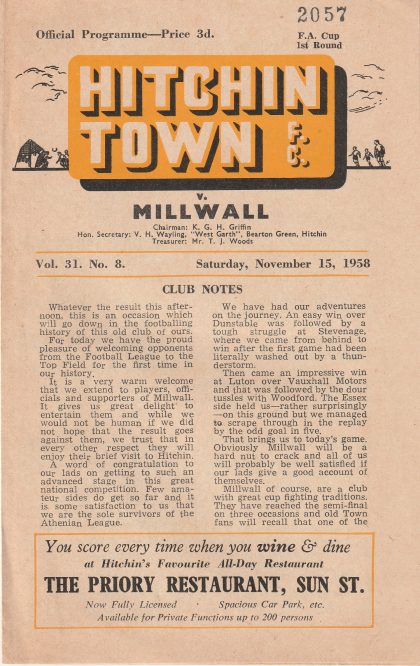 2057
Official Programme—Price 3d.
F.A. Cup
1st Round
HITCHIN
TOWN F.C.
v.
MILLWALL
Chairman: K. G. H. Griffin
Hon. Secretary: V. H. Wayling, "West Garth", Bearton Green, Hitchin
Treasurer: Mr. T. J. Woods
Vol. 31. No. 8.
Saturday, November 15, 1958
CLUB NOTES
Whatever the result this after-
noon, this is an occasion which
will go down in the footballing
history of this old club of ours.
For today we have the proud
pleasure of welcoming opponents
from the Football League to the
Top Field for the first time in
our history.
It is a very warm welcome
that we extend to players, offi-
cials and supporters of Millwall.
It gives us great delight to
entertain them and while we
would not be human if we did
not hope that the result goes
against them, we trust that in
every other respect they will
enjoy their brief visit to Hitchin.
A word of congratulation to
our lads on getting to such an
advanced stage in this great
national competition. Few ama-
teur sides do get so far and it
is some satisfaction to us that
we are the sole survivors of the
Athenian League.
We have had our adventures
on the journey. An easy win over
Dunstable was followed by a
tough struggle at Stevenage,
where we came from behind to
win after the first game had been
literally washed out by a thun-
derstorm.
Then came an impressive win
at Luton over Vauxhall Motors
and that was followed by the dour
tussles with Woodford. The Essex
side held us—rather surprisingly
—on this ground but we managed
to scrape through in the replay
by the odd goal in five.
That brings us to today's game.
Obviously Millwall will be a
hard nut to crack and all of us
will probably be well satisfied if
our lads give a good account of
themselves.
Millwall of course, are a club
with great cup fighting traditions.
They have reached the semi-final
on three occasions and old Town
fans will recall that one of the
You score every time when you wine & dine
at Hitchin's Favourite All-Day Restaurant
THE PRIORY RESTAURANT, SUN ST.
Now Fully Licensed · Spacious Car Park, etc.
Available for Private Functions up to 200 persons